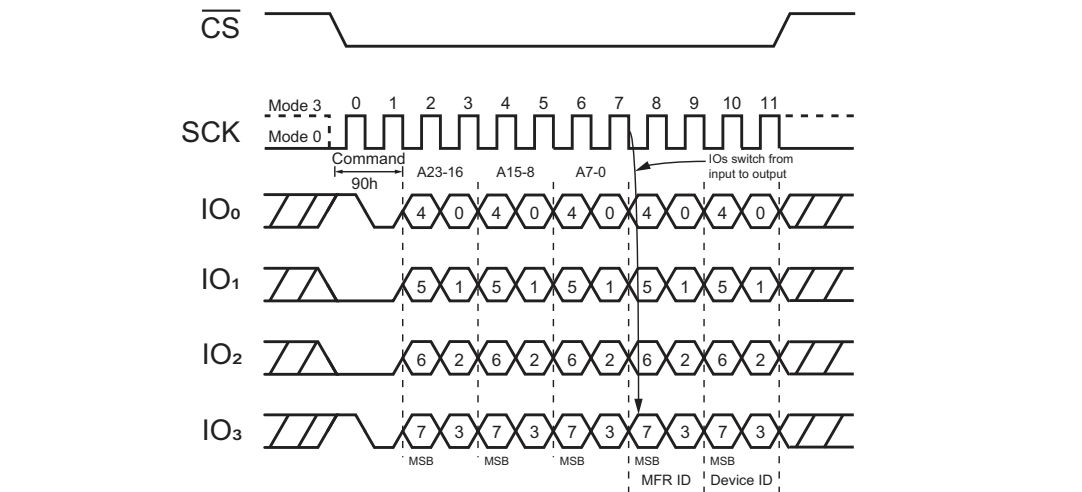 CS
Mode 3
0 1 2 3 4 5 6 7 8 9 10 11
SCK
Mode 0
Command
90h
A23-16
A15-8
A7-0
IOs switch from
input to output
IO₀
4 0 4 0 4 0 4 0 4 0
IO₁
5 1 5 1 5 1 5 1 5 1
IO₂
6 2 6 2 6 2 6 2 6 2
IO₃
7 3 7 3 7 3 7 3 7 3
MSB MSB MSB MSB MSB
MFR ID Device ID